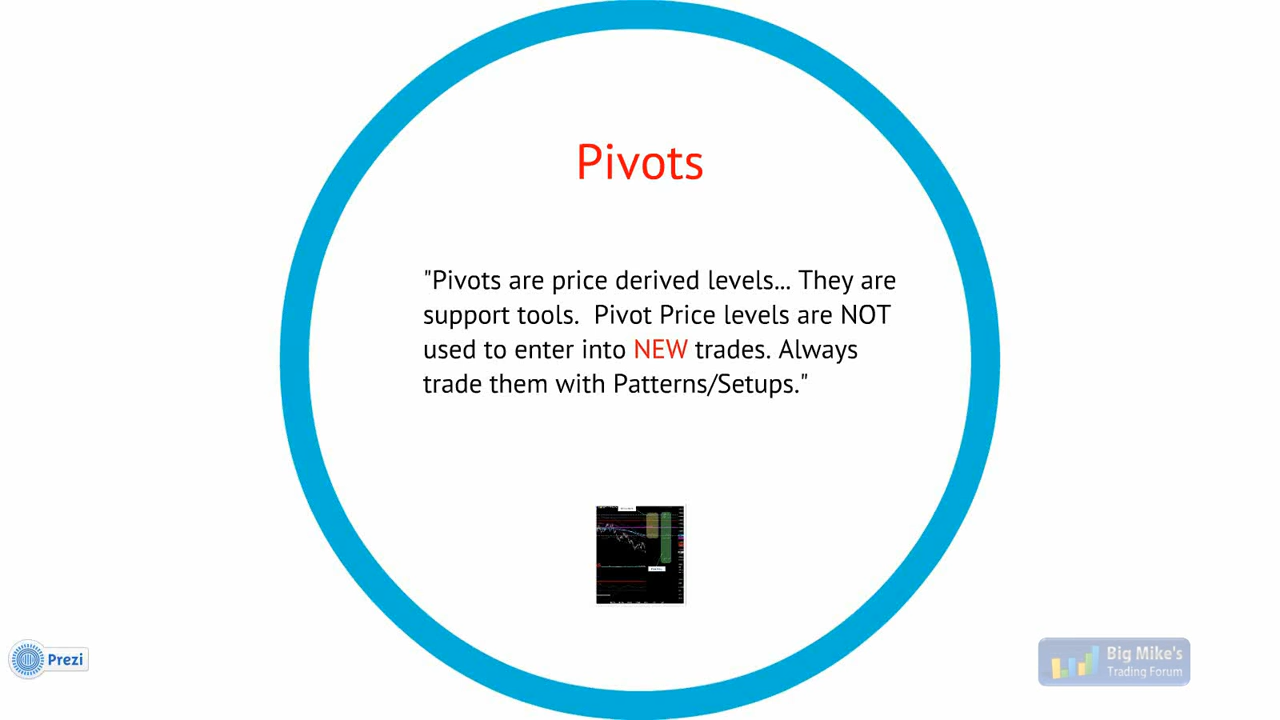 Pivots
"Pivots are price derived levels... They are
support tools.  Pivot Price levels are NOT
used to enter into NEW trades. Always
trade them with Patterns/Setups."
Prezi
Big Mike's
Trading Forum